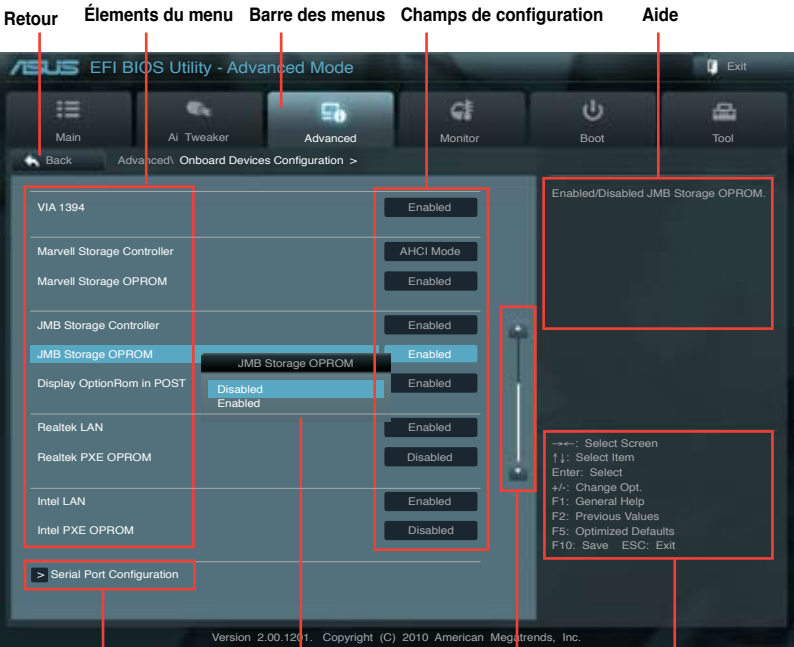 Retour Élements du menu Barre des menus Champs de configuration Aide
ASUS EFI BIOS Utility - Advanced Mode Exit
Main Ai Tweaker Advanced Monitor Boot Tool
Back Advanced\ Onboard Devices Configuration >
VIA 1394 Enabled
Marvell Storage Controller AHCI Mode
Marvell Storage OPROM Enabled
JMB Storage Controller Enabled
JMB Storage OPROM Enabled
JMB Storage OPROM
Disabled
Enabled
Display OptionRom in POST Enabled
Realtek LAN Enabled
Realtek PXE OPROM Disabled
Intel LAN Enabled
Intel PXE OPROM Disabled
> Serial Port Configuration
Enabled/Disabled JMB Storage OPROM.
→←: Select Screen
↑↓: Select Item
Enter: Select
+/-: Change Opt.
F1: General Help
F2: Previous Values
F5: Optimized Defaults
F10: Save ESC: Exit
Version 2.00.1201. Copyright (C) 2010 American Megatrends, Inc.